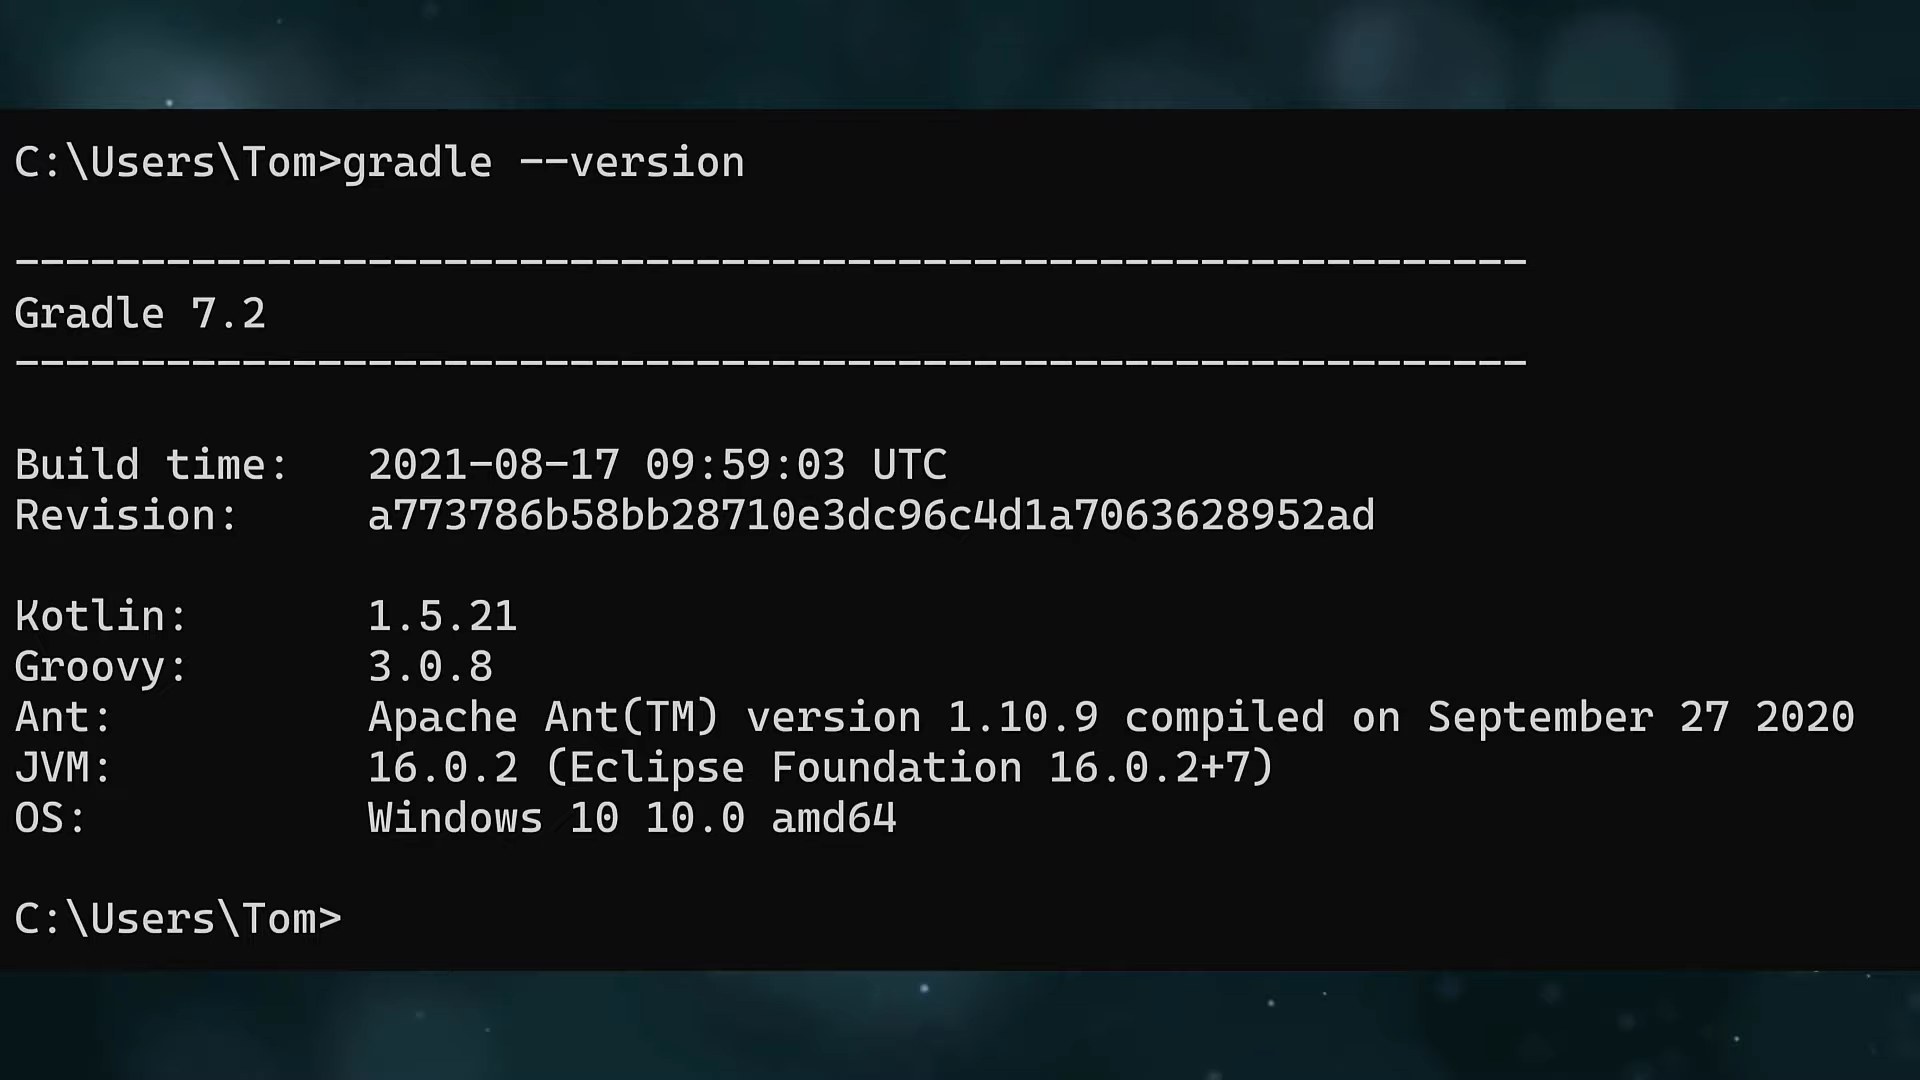 C:\Users\Tom>gradle --version
------------------------------------------------------------
Gradle 7.2
------------------------------------------------------------
Build time:   2021-08-17 09:59:03 UTC
Revision:     a773786b58bb28710e3dc96c4d1a7063628952ad
Kotlin:       1.5.21
Groovy:       3.0.8
Ant:          Apache Ant(TM) version 1.10.9 compiled on September 27 2020
JVM:          16.0.2 (Eclipse Foundation 16.0.2+7)
OS:           Windows 10 10.0 amd64
C:\Users\Tom>